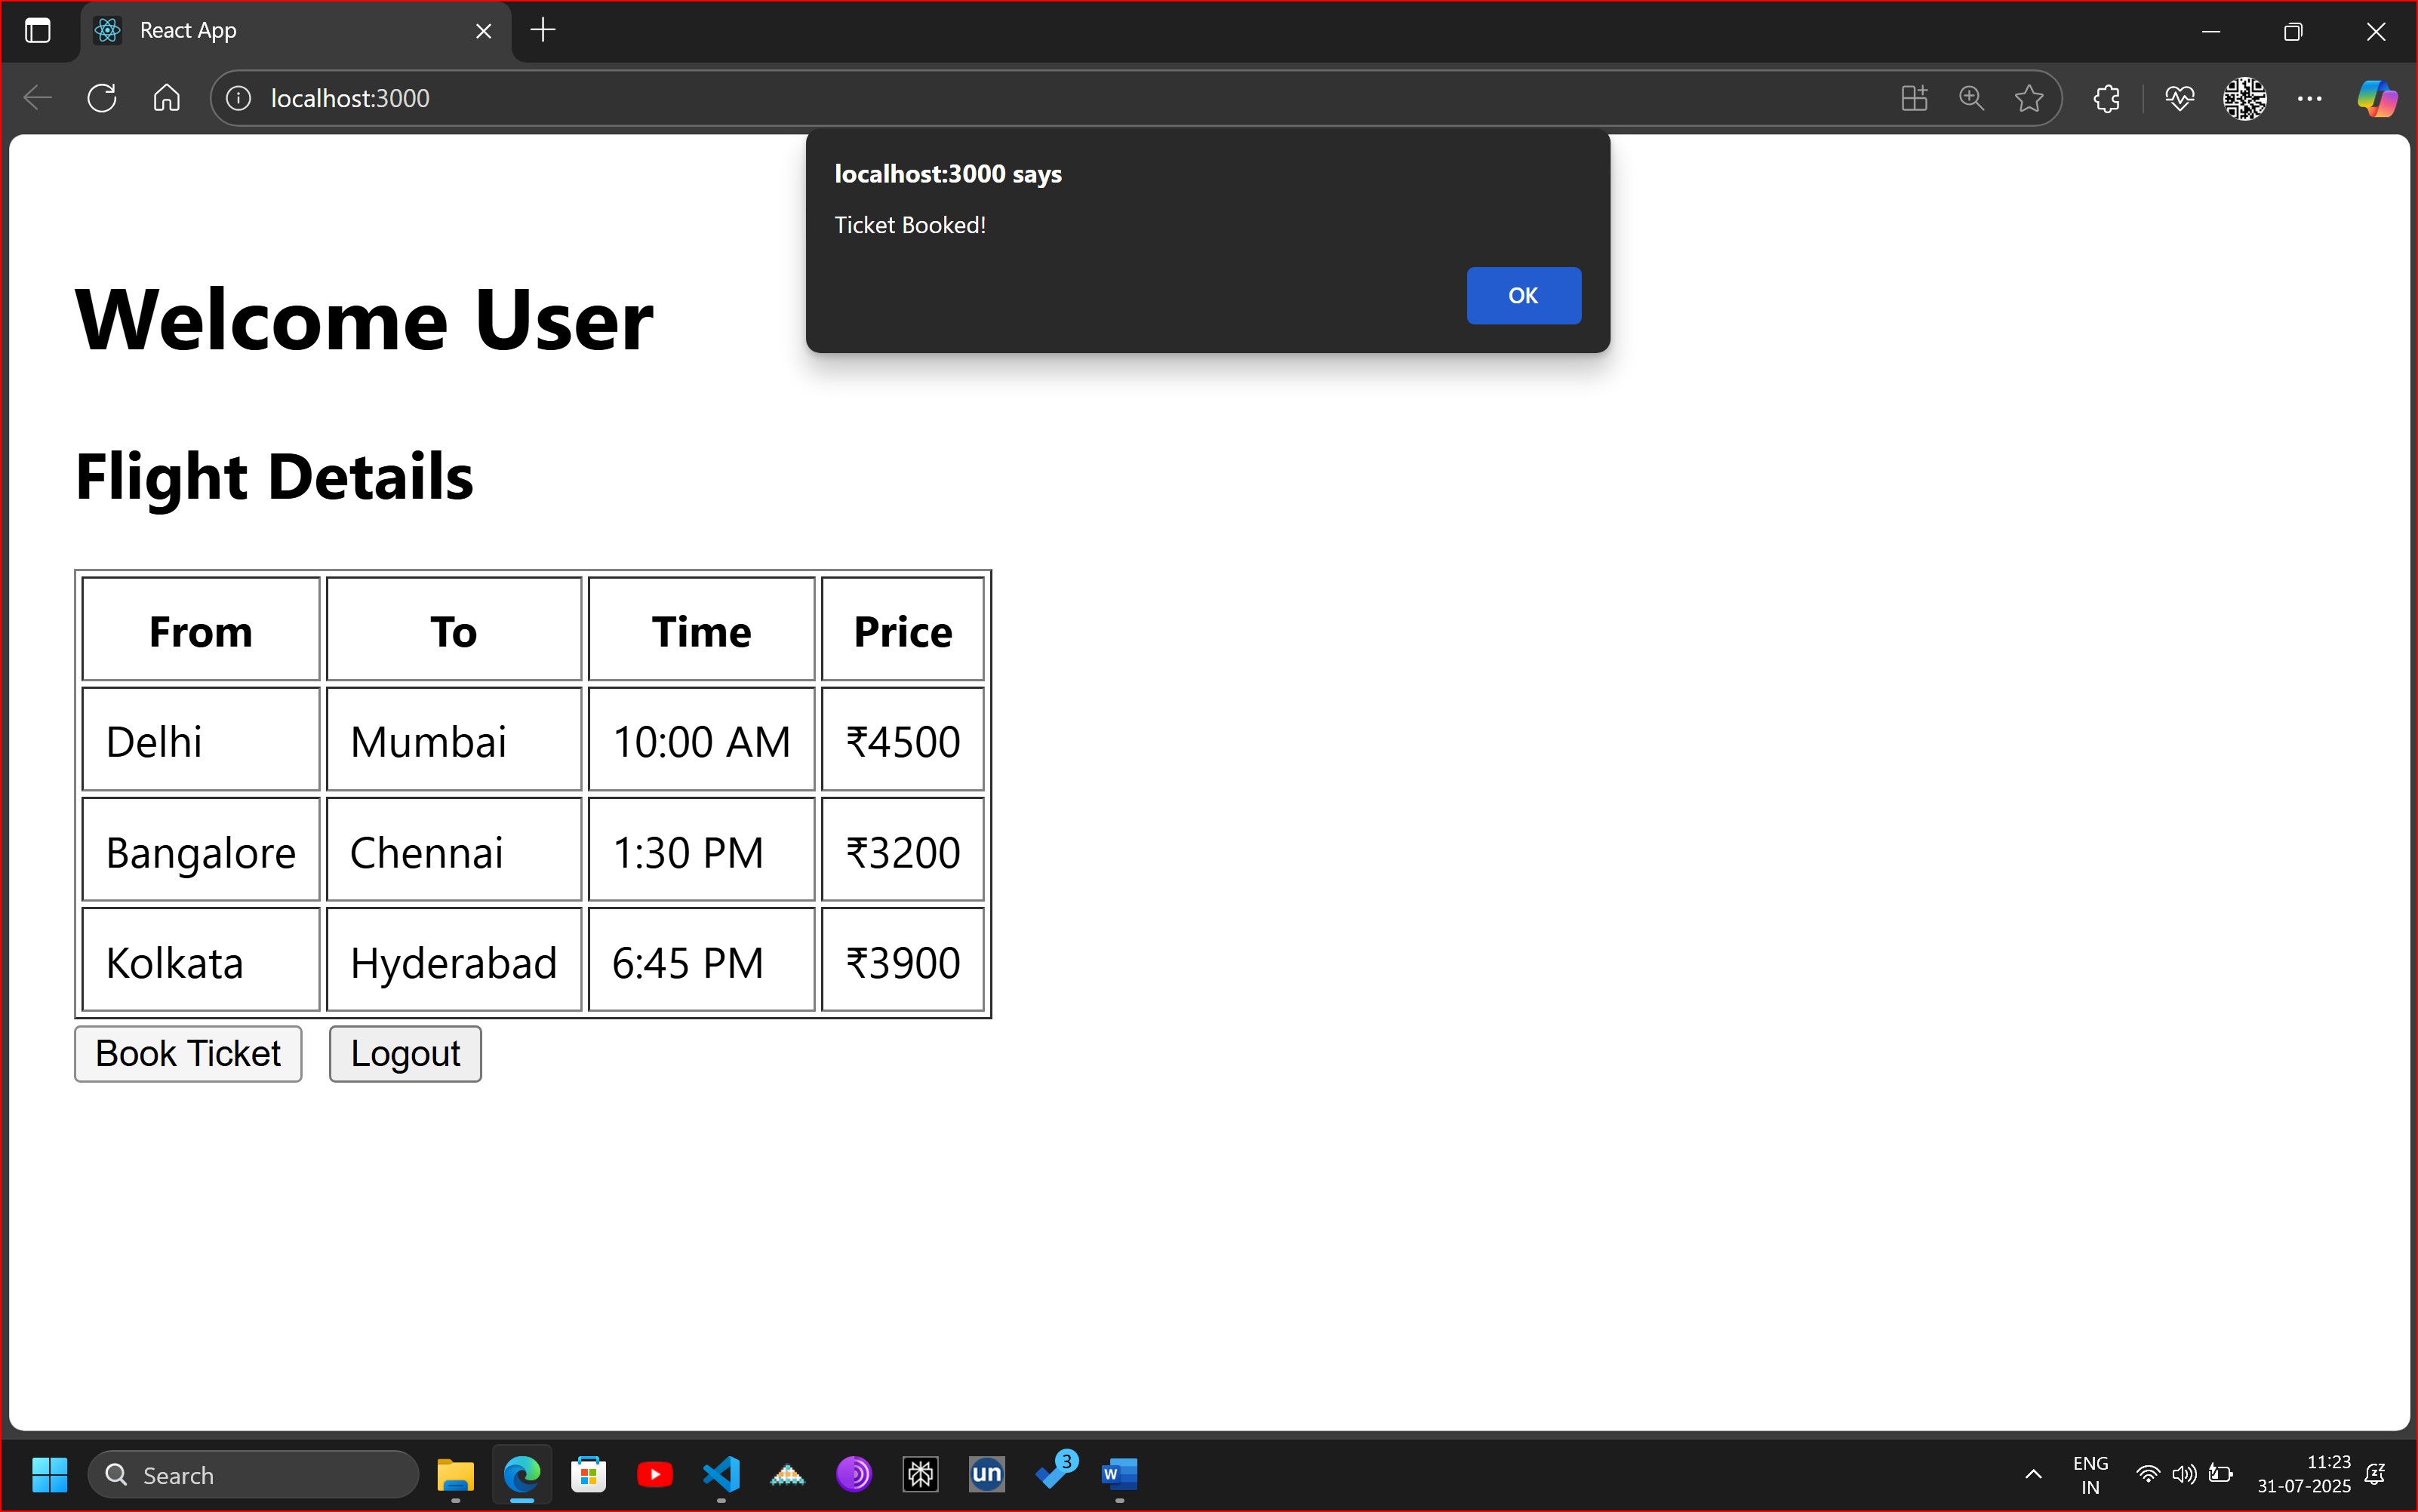 React App
localhost:3000
localhost:3000 says
Ticket Booked!
OK
Welcome User
Flight Details
From To Time Price
Delhi Mumbai 10:00 AM ₹4500
Bangalore Chennai 1:30 PM ₹3200
Kolkata Hyderabad 6:45 PM ₹3900
Book Ticket Logout
Search
un
3
W
ENG
IN
11:23
31-07-2025